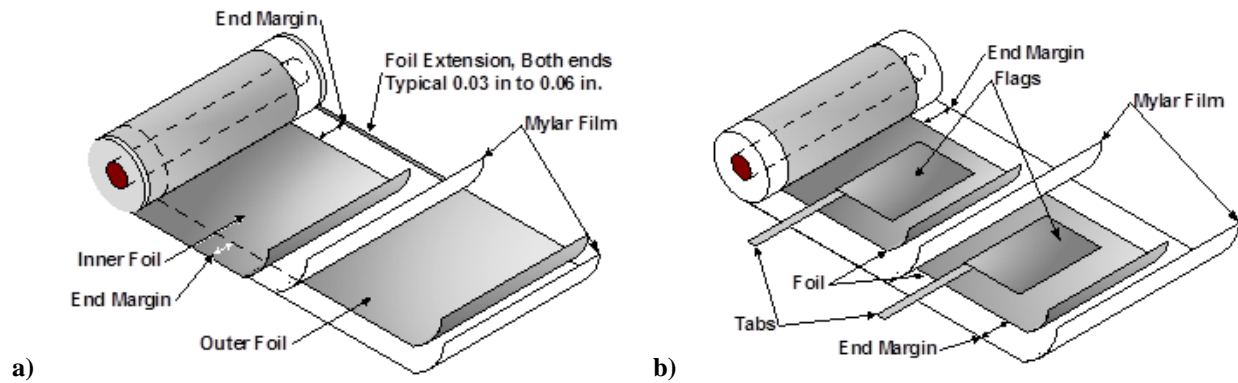 End Margin
Foil Extension, Both ends
Typical 0.03 in to 0.06 in.
Mylar Film
Inner Foil
End Margin
Outer Foil
a)
End Margin
Flags
Mylar Film
Foil
Tabs
End Margin
b)